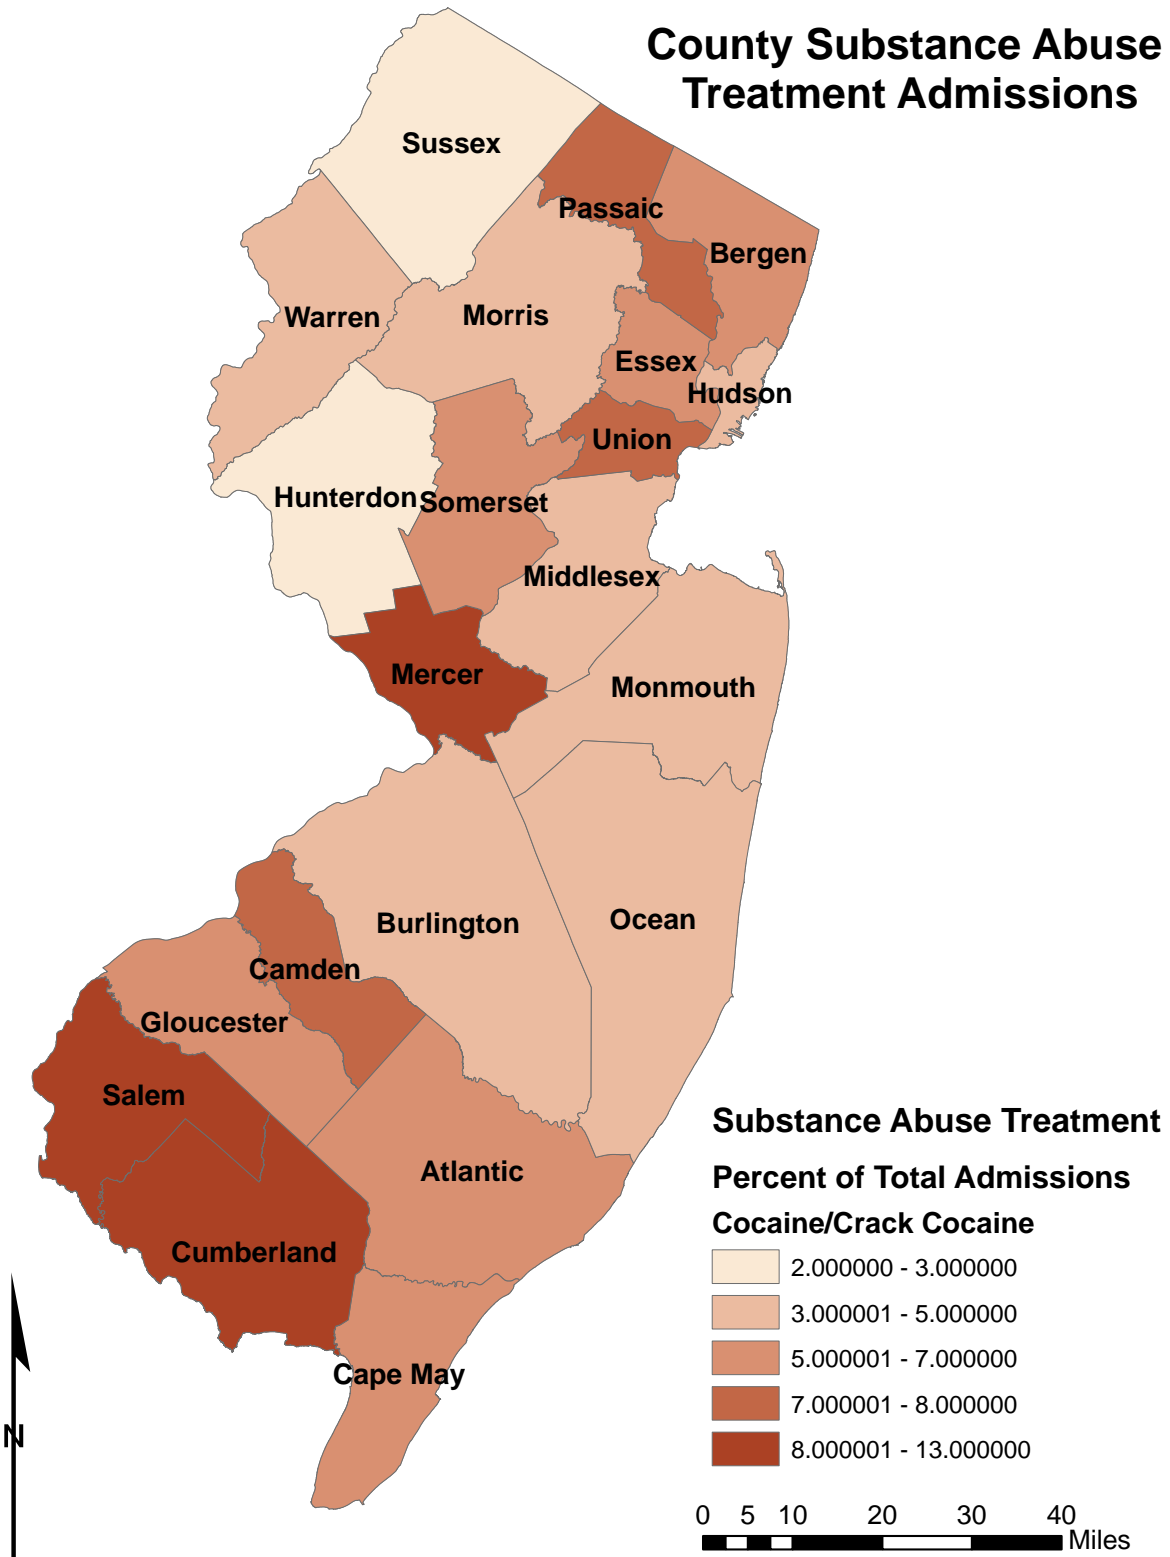 County Substance Abuse
Treatment Admissions
Sussex
Passaic
Bergen
Warren
Morris
Essex
Hudson
Union
Hunterdon
Somerset
Middlesex
Mercer
Monmouth
Burlington
Ocean
Camden
Gloucester
Salem
Atlantic
Cumberland
Cape May
Substance Abuse Treatment
Percent of Total Admissions
Cocaine/Crack Cocaine
2.000000 - 3.000000
3.000001 - 5.000000
5.000001 - 7.000000
7.000001 - 8.000000
8.000001 - 13.000000
N
0 5 10 20 30 40
Miles